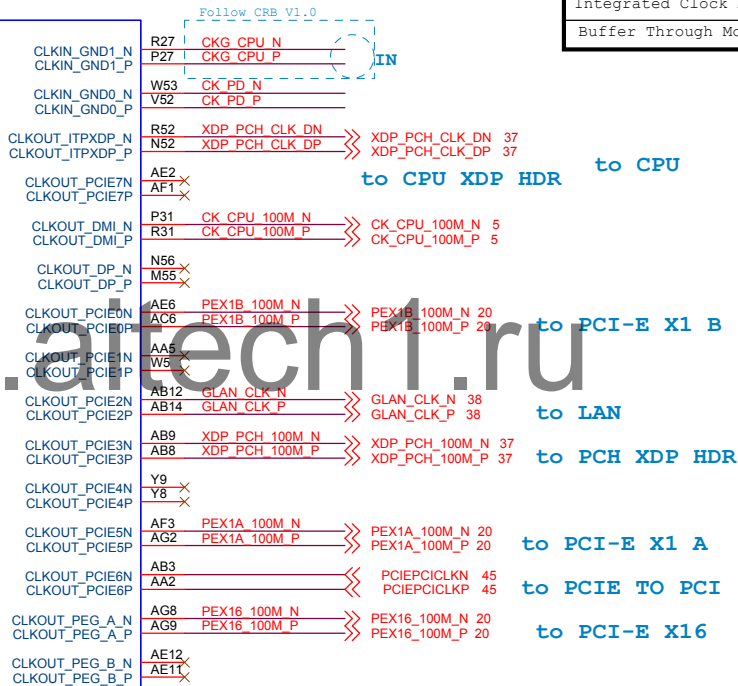 Follow CRB V1.0
Integrated Clock
Buffer Through Mo
CLKIN_GND1_N R27 CKG_CPU_N
CLKIN_GND1_P P27 CKG_CPU_P
IN
CLKIN_GND0_N W53 CK_PD_N
CLKIN_GND0_P V52 CK_PD_P
CLKOUT_ITPXDP_N R52 XDP_PCH_CLK_DN XDP_PCH_CLK_DN 37
CLKOUT_ITPXDP_P N52 XDP_PCH_CLK_DP XDP_PCH_CLK_DP 37
to CPU
to CPU XDP HDR
CLKOUT_PCIE7N AE2
CLKOUT_PCIE7P AF1
CLKOUT_DMI_N P31 CK_CPU_100M_N CK_CPU_100M_N 5
CLKOUT_DMI_P R31 CK_CPU_100M_P CK_CPU_100M_P 5
CLKOUT_DP_N N56
CLKOUT_DP_P M55
CLKOUT_PCIE0N AE6 PEX1B_100M_N PEX1B_100M_N 20
CLKOUT_PCIE0P AC6 PEX1B_100M_P PEX1B_100M_P 20
to PCI-E X1 B
.aitech1.ru
CLKOUT_PCIE1N AA5
CLKOUT_PCIE1P W5
CLKOUT_PCIE2N AB12 GLAN_CLK_N GLAN_CLK_N 38
CLKOUT_PCIE2P AB14 GLAN_CLK_P GLAN_CLK_P 38
to LAN
CLKOUT_PCIE3N AB9 XDP_PCH_100M_N XDP_PCH_100M_N 37
CLKOUT_PCIE3P AB8 XDP_PCH_100M_P XDP_PCH_100M_P 37
to PCH XDP HDR
CLKOUT_PCIE4N Y9
CLKOUT_PCIE4P Y8
CLKOUT_PCIE5N AF3 PEX1A_100M_N PEX1A_100M_N 20
CLKOUT_PCIE5P AG2 PEX1A_100M_P PEX1A_100M_P 20
to PCI-E X1 A
CLKOUT_PCIE6N AB3 PCIEPCICLKN 45
CLKOUT_PCIE6P AA2 PCIEPCICLKP 45
to PCIE TO PCI
CLKOUT_PEG_A_N AG8 PEX16_100M_N PEX16_100M_N 20
CLKOUT_PEG_A_P AG9 PEX16_100M_P PEX16_100M_P 20
to PCI-E X16
CLKOUT_PEG_B_N AE12
CLKOUT_PEG_B_P AE11